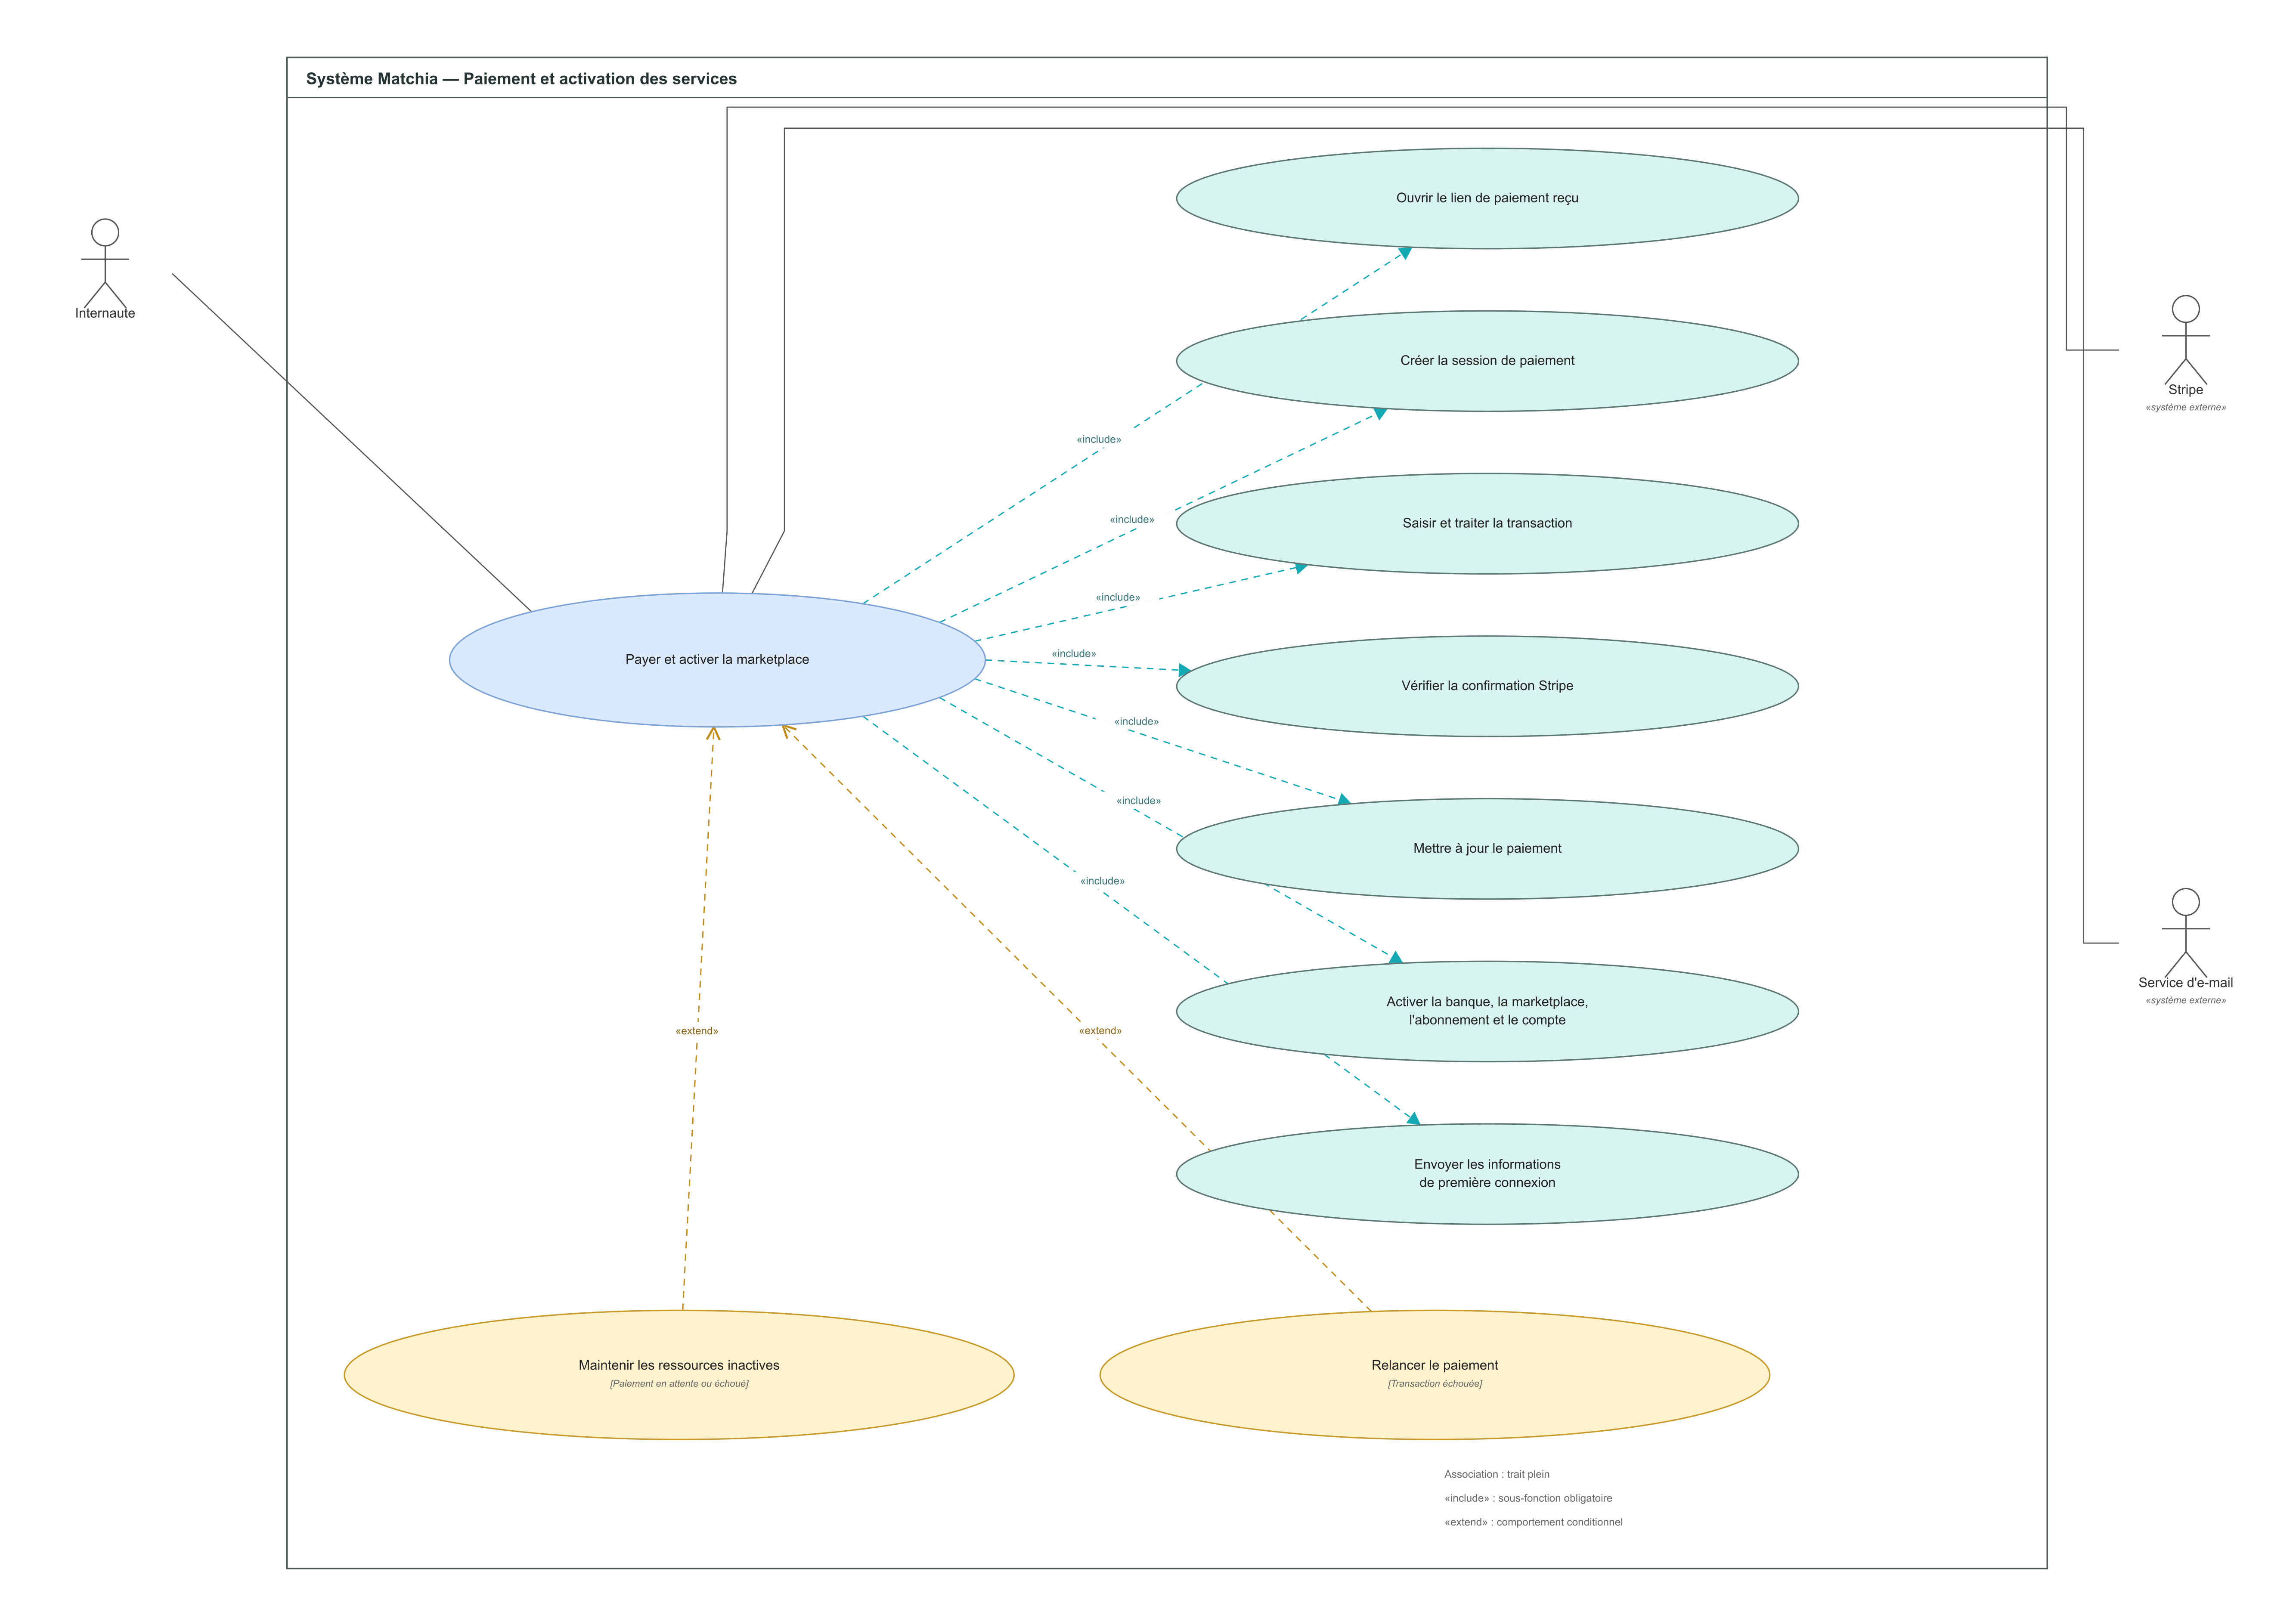 Système Matchia — Paiement et activation des services
Ouvrir le lien de paiement reçu
Internaute
Créer la session de paiement
Stripe
«système externe»
«include»
Saisir et traiter la transaction
«include»
«include»
Payer et activer la marketplace
«include»
Vérifier la confirmation Stripe
«include»
«include»
Mettre à jour le paiement
«include»
Service d'e-mail
«système externe»
Activer la banque, la marketplace,
l'abonnement et le compte
«extend»
«extend»
Envoyer les informations
de première connexion
Maintenir les ressources inactives
[Paiement en attente ou échoué]
Relancer le paiement
[Transaction échouée]
Association : trait plein
«include» : sous-fonction obligatoire
«extend» : comportement conditionnel